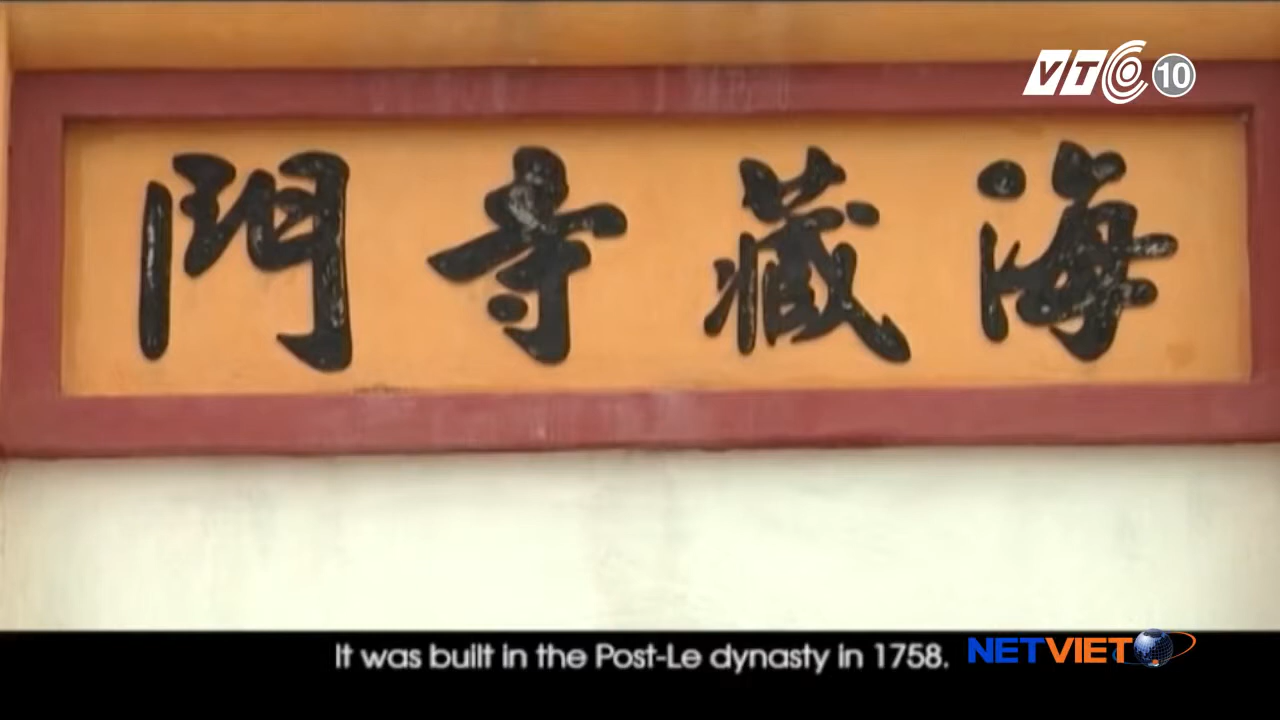 VTC10
海藏寺門
It was built in the Post-Le dynasty in 1758.
NETVIET